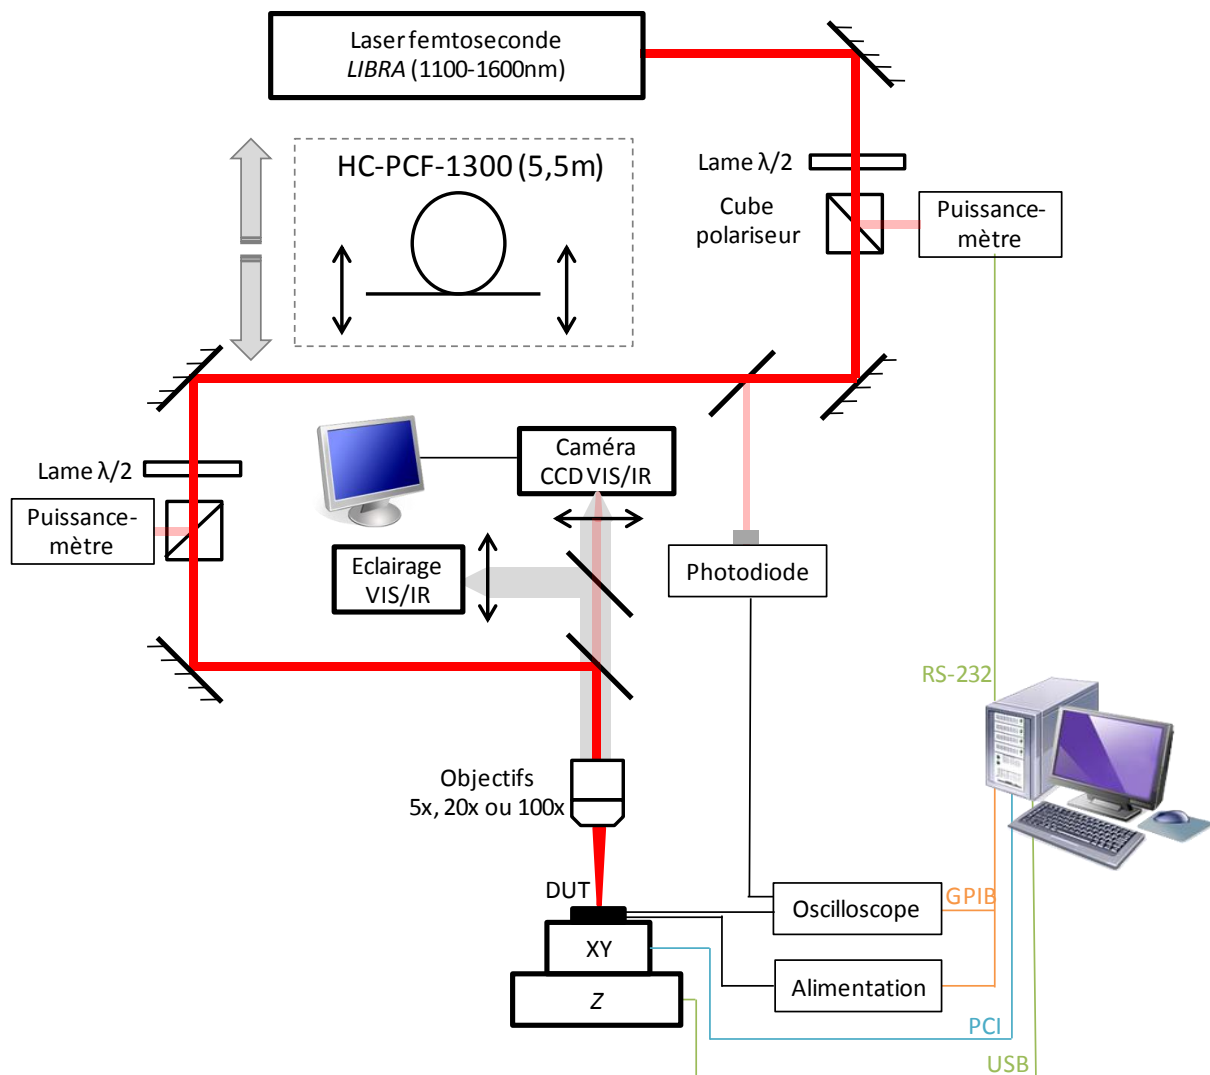 Laser femtoseconde
LIBRA (1100-1600nm)
HC-PCF-1300 (5,5m)
Lame λ/2
Cube
polariseur
Puissance-
mètre
Lame λ/2
Puissance-
mètre
Caméra
CCD VIS/IR
Eclairage
VIS/IR
Photodiode
RS-232
Objectifs
5x, 20x ou 100x
DUT
XY
Z
Oscilloscope
GPIB
Alimentation
PCI
USB